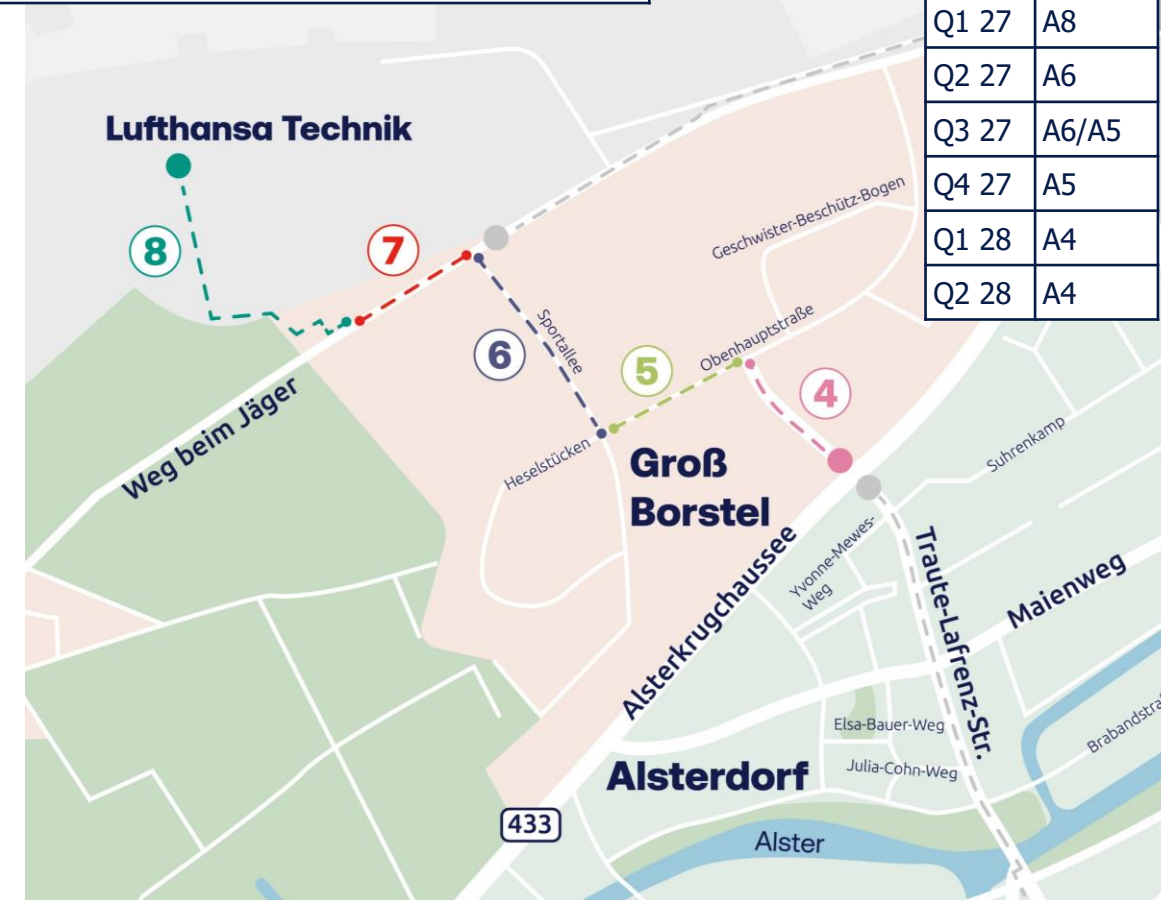 Q1 27 A8
Q2 27 A6
Q3 27 A6/A5
Q4 27 A5
Q1 28 A4
Q2 28 A4
Lufthansa Technik
8
7
6
5
4
Geschwister-Beschütz-Bogen
Sportallee
Obenhauptstraße
Weg beim Jäger
Heselstücken
Groß
Borstel
Suhrenkamp
Yvonne-Mewes-
Weg
Alsterkrugchaussee
Traute-Lafrenz-Str.
Maienweg
Elsa-Bauer-Weg
Julia-Cohn-Weg
Brabandstra
Alsterdorf
433
Alster